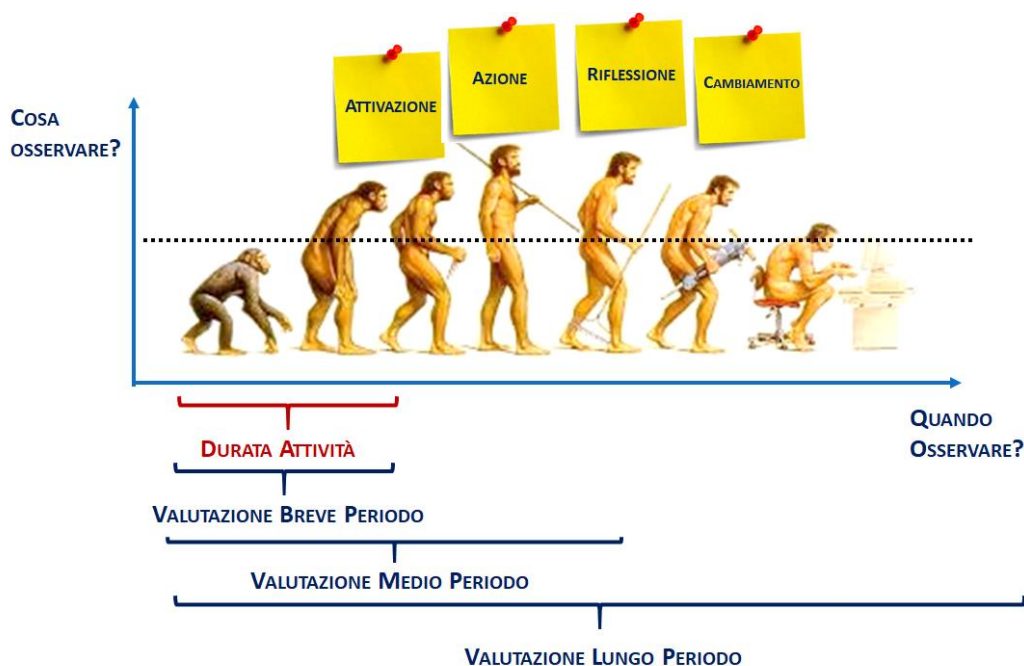 ATTIVAZIONE
AZIONE
RIFLESSIONE
CAMBIAMENTO
COSA
OSSERVARE?
QUANDO
OSSERVARE?
DURATA ATTIVITÀ
VALUTAZIONE BREVE PERIODO
VALUTAZIONE MEDIO PERIODO
VALUTAZIONE LUNGO PERIODO